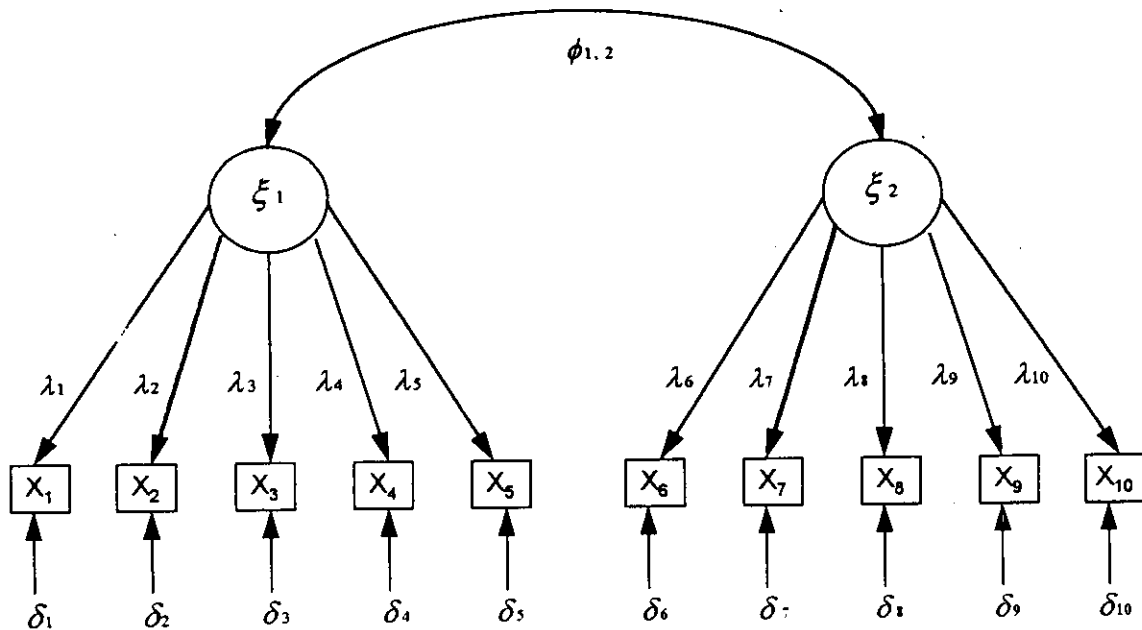 ϕ1, 2
ξ1 ξ2
λ1 λ2 λ3 λ4 λ5 λ6 λ7 λ8 λ9 λ10
X1 X2 X3 X4 X5 X6 X7 X8 X9 X10
δ1 δ2 δ3 δ4 δ5 δ6 δ7 δ8 δ9 δ10